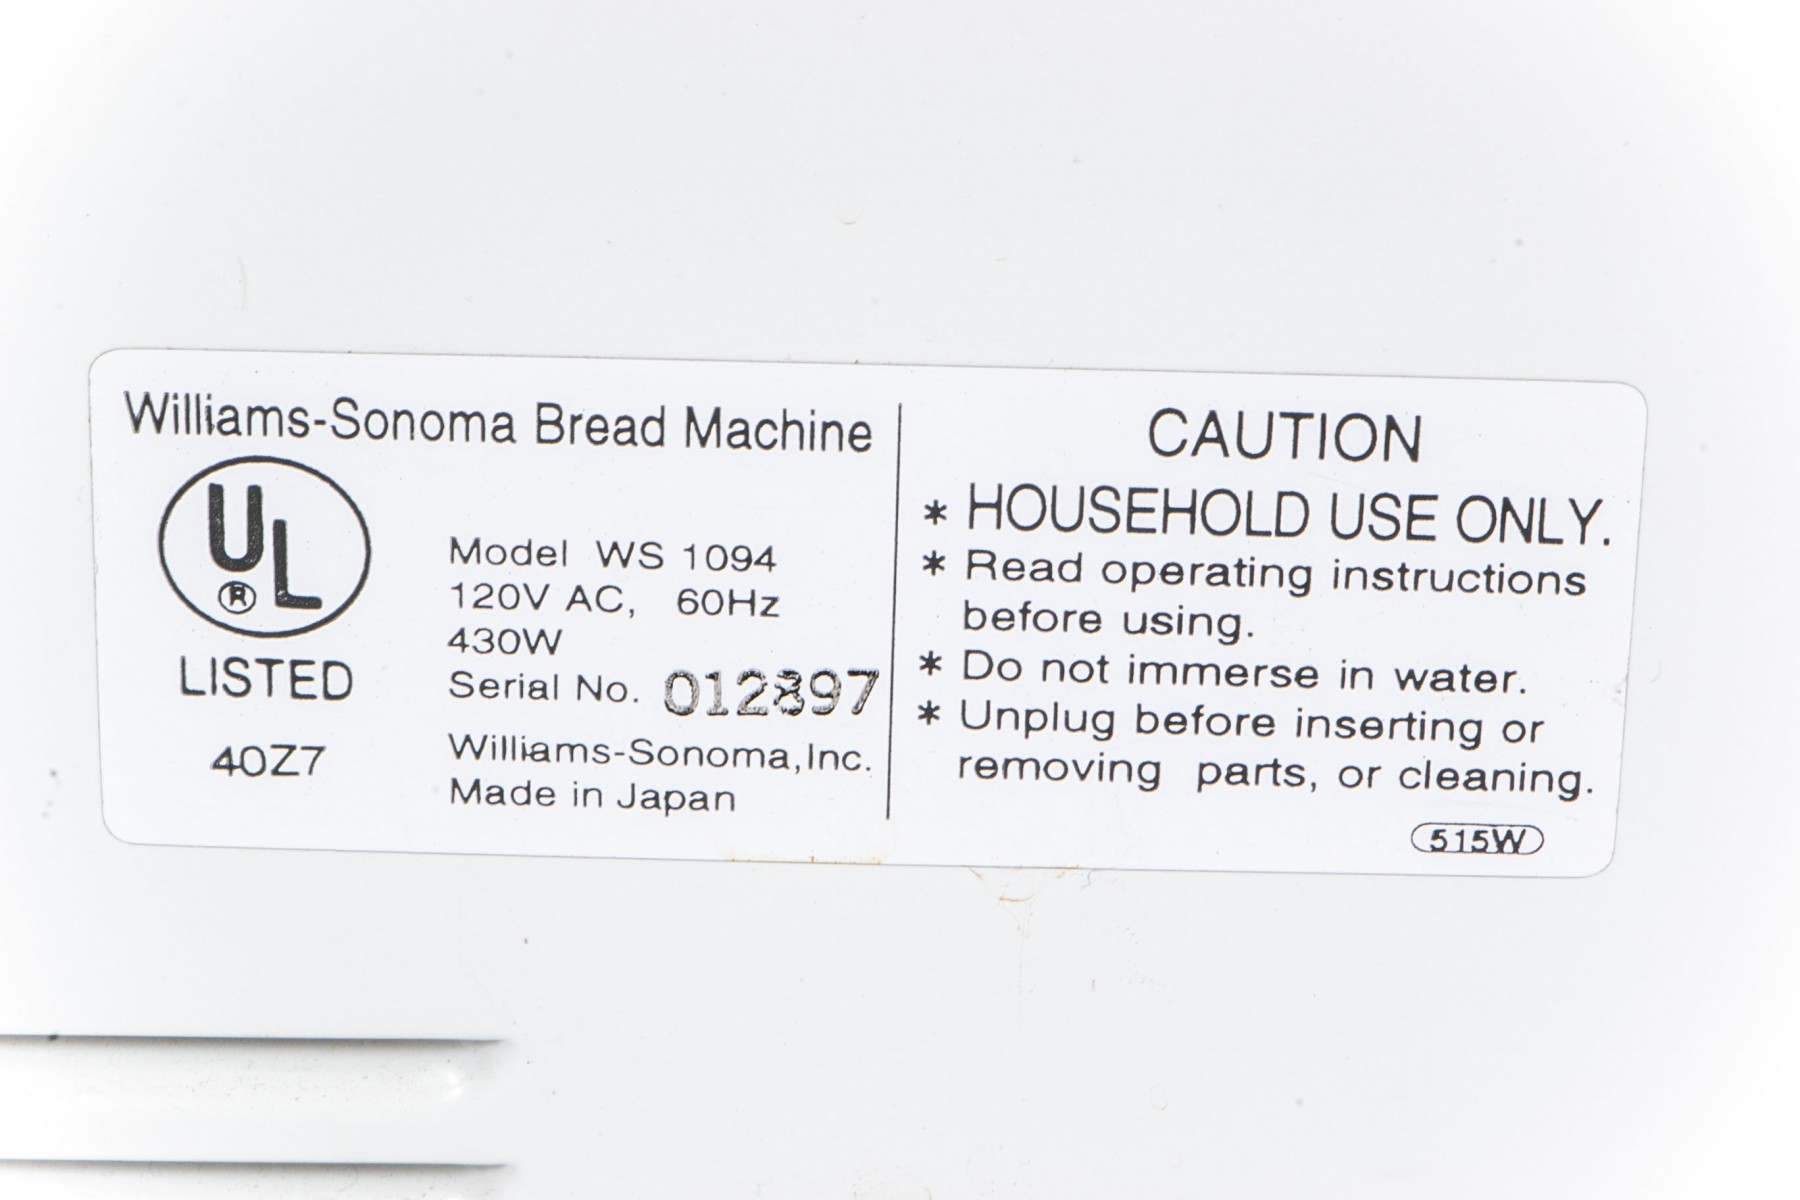 Williams-Sonoma Bread Machine
UL
®
LISTED
40Z7
Model WS 1094
120V AC, 60Hz
430W
Serial No. 012897
Williams-Sonoma, Inc.
Made in Japan
CAUTION
* HOUSEHOLD USE ONLY.
* Read operating instructions
before using.
* Do not immerse in water.
* Unplug before inserting or
removing parts, or cleaning.
515W